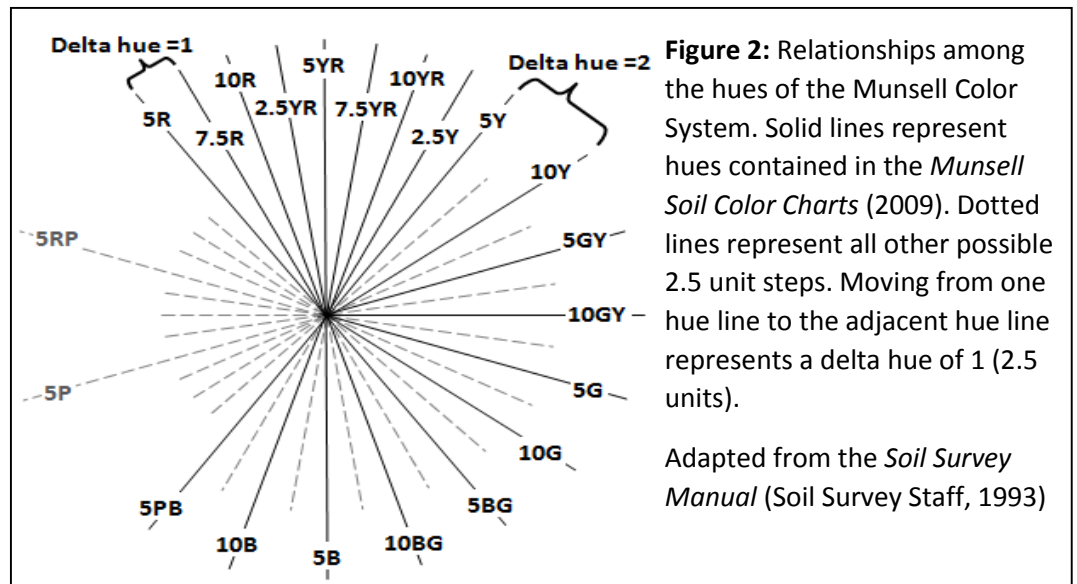 Delta hue =1
5R
7.5R
10R
2.5YR
5YR
7.5YR
10YR
2.5Y
5Y
Delta hue =2
10Y
5GY
10GY
5G
10G
5BG
10BG
5B
10B
5PB
5P
5RP
Figure 2: Relationships among
the hues of the Munsell Color
System. Solid lines represent
hues contained in the Munsell
Soil Color Charts (2009). Dotted
lines represent all other possible
2.5 unit steps. Moving from one
hue line to the adjacent hue line
represents a delta hue of 1 (2.5
units).
Adapted from the Soil Survey
Manual (Soil Survey Staff, 1993)